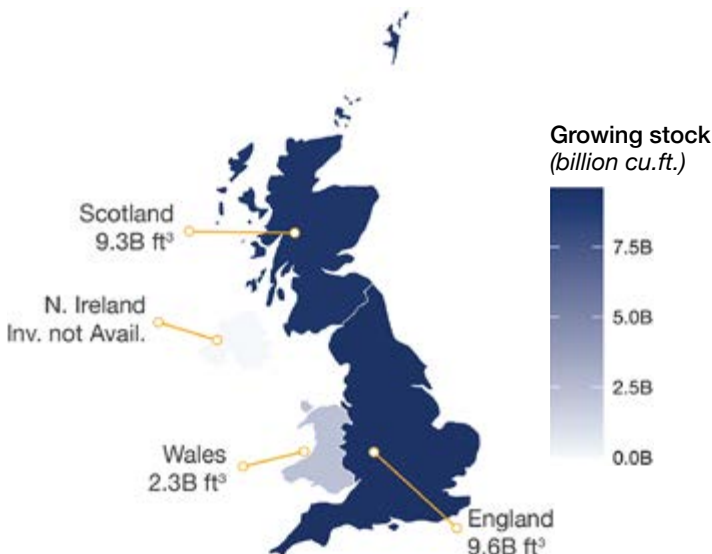 Growing stock
(billion cu.ft.)
7.5B
5.0B
2.5B
0.0B
Scotland
9.3B ft³
N. Ireland
Inv. not Avail.
Wales
2.3B ft³
England
9.6B ft³